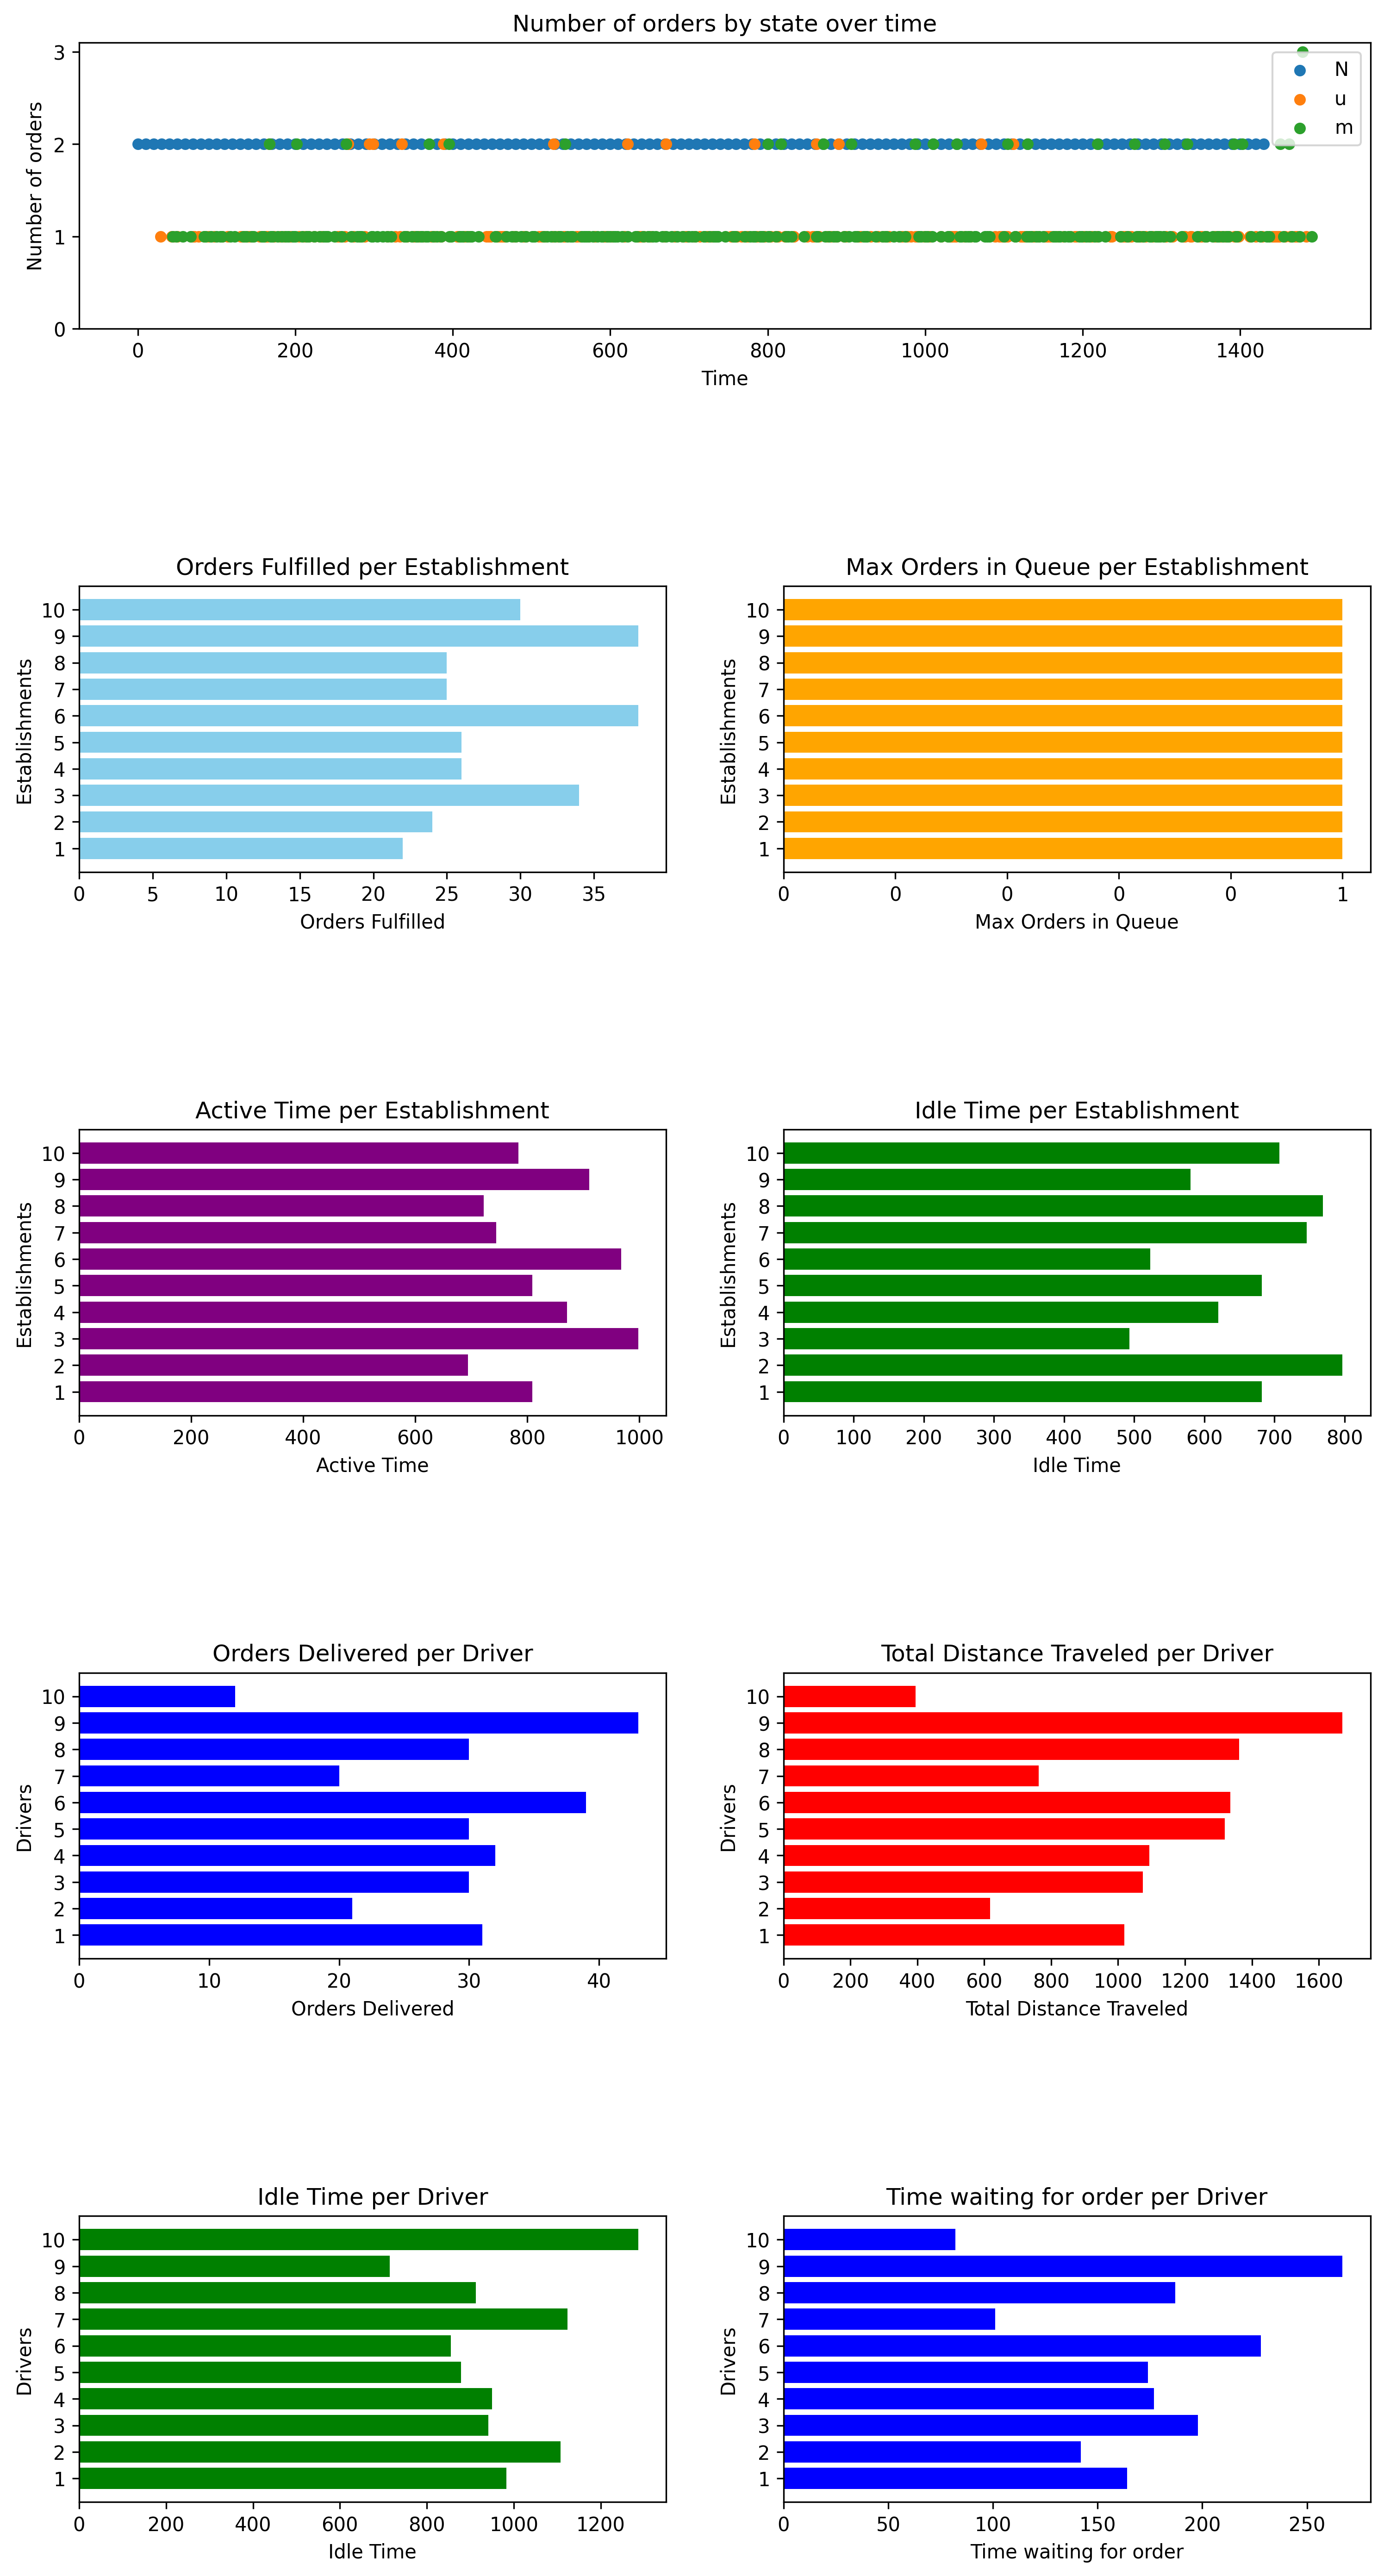 Number of orders by state over time
Number of orders
3
2
1
0
N
u
m
0 200 400 600 800 1000 1200 1400
Time
Orders Fulfilled per Establishment
Establishments
10
9
8
7
6
5
4
3
2
1
0 5 10 15 20 25 30 35
Orders Fulfilled
Max Orders in Queue per Establishment
Establishments
10
9
8
7
6
5
4
3
2
1
0 0 0 0 0 1
Max Orders in Queue
Active Time per Establishment
Establishments
10
9
8
7
6
5
4
3
2
1
0 200 400 600 800 1000
Active Time
Idle Time per Establishment
Establishments
10
9
8
7
6
5
4
3
2
1
0 100 200 300 400 500 600 700 800
Idle Time
Orders Delivered per Driver
Drivers
10
9
8
7
6
5
4
3
2
1
0 10 20 30 40
Orders Delivered
Total Distance Traveled per Driver
Drivers
10
9
8
7
6
5
4
3
2
1
0 200 400 600 800 1000 1200 1400 1600
Total Distance Traveled
Idle Time per Driver
Drivers
10
9
8
7
6
5
4
3
2
1
0 200 400 600 800 1000 1200
Idle Time
Time waiting for order per Driver
Drivers
10
9
8
7
6
5
4
3
2
1
0 50 100 150 200 250
Time waiting for order